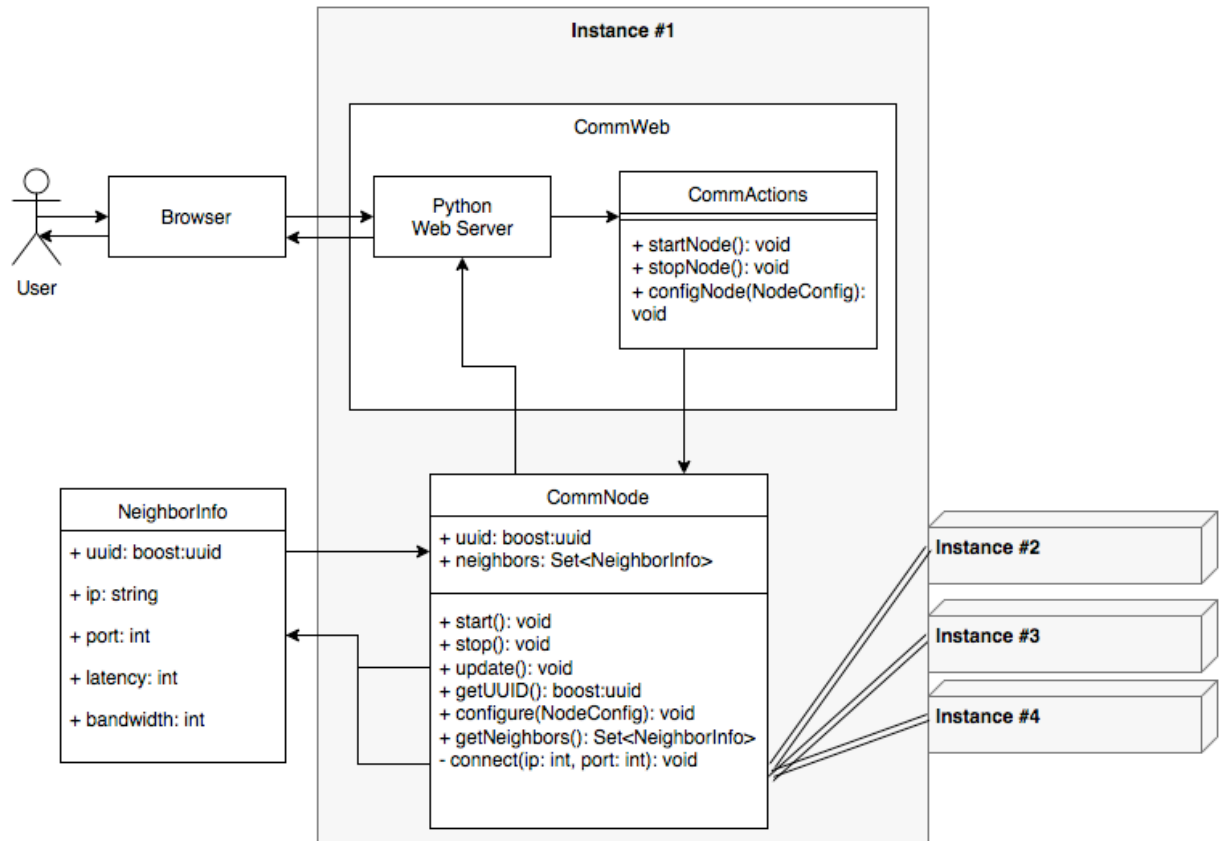 Instance #1
CommWeb
User
Browser
Python
Web Server
CommActions
+ startNode(): void
+ stopNode(): void
+ configNode(NodeConfig):
void
NeighborInfo
+ uuid: boost:uuid
+ ip: string
+ port: int
+ latency: int
+ bandwidth: int
CommNode
+ uuid: boost:uuid
+ neighbors: Set<NeighborInfo>
+ start(): void
+ stop(): void
+ update(): void
+ getUUID(): boost:uuid
+ configure(NodeConfig): void
+ getNeighbors(): Set<NeighborInfo>
- connect(ip: int, port: int): void
Instance #2
Instance #3
Instance #4